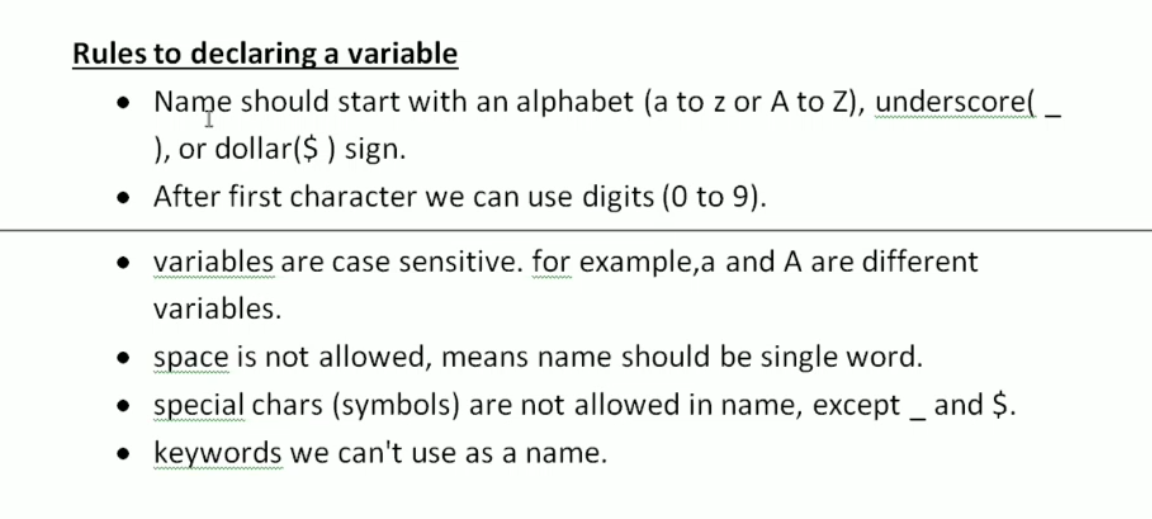 Rules to declaring a variable
• Name should start with an alphabet (a to z or A to Z), underscore( _
), or dollar($ ) sign.
• After first character we can use digits (0 to 9).
• variables are case sensitive. for example,a and A are different
variables.
• space is not allowed, means name should be single word.
• special chars (symbols) are not allowed in name, except _ and $.
• keywords we can't use as a name.